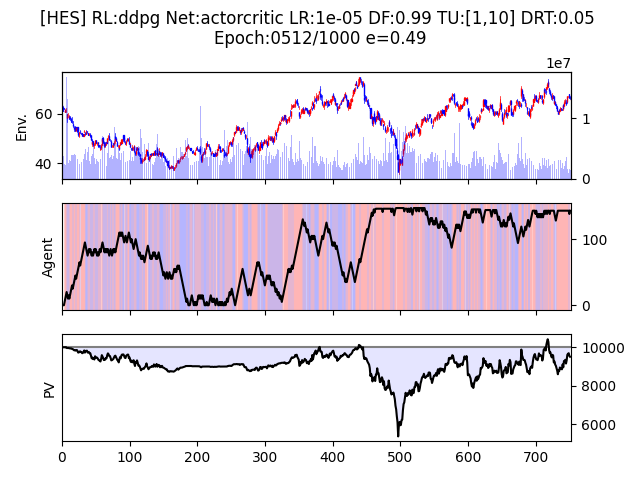 [HES] RL:ddpg Net:actorcritic LR:1e-05 DF:0.99 TU:[1,10] DRT:0.05
Epoch:0512/1000 e=0.49
1e7
Env.
60
40
1
0
Agent
100
0
PV
10000
8000
6000
0 100 200 300 400 500 600 700